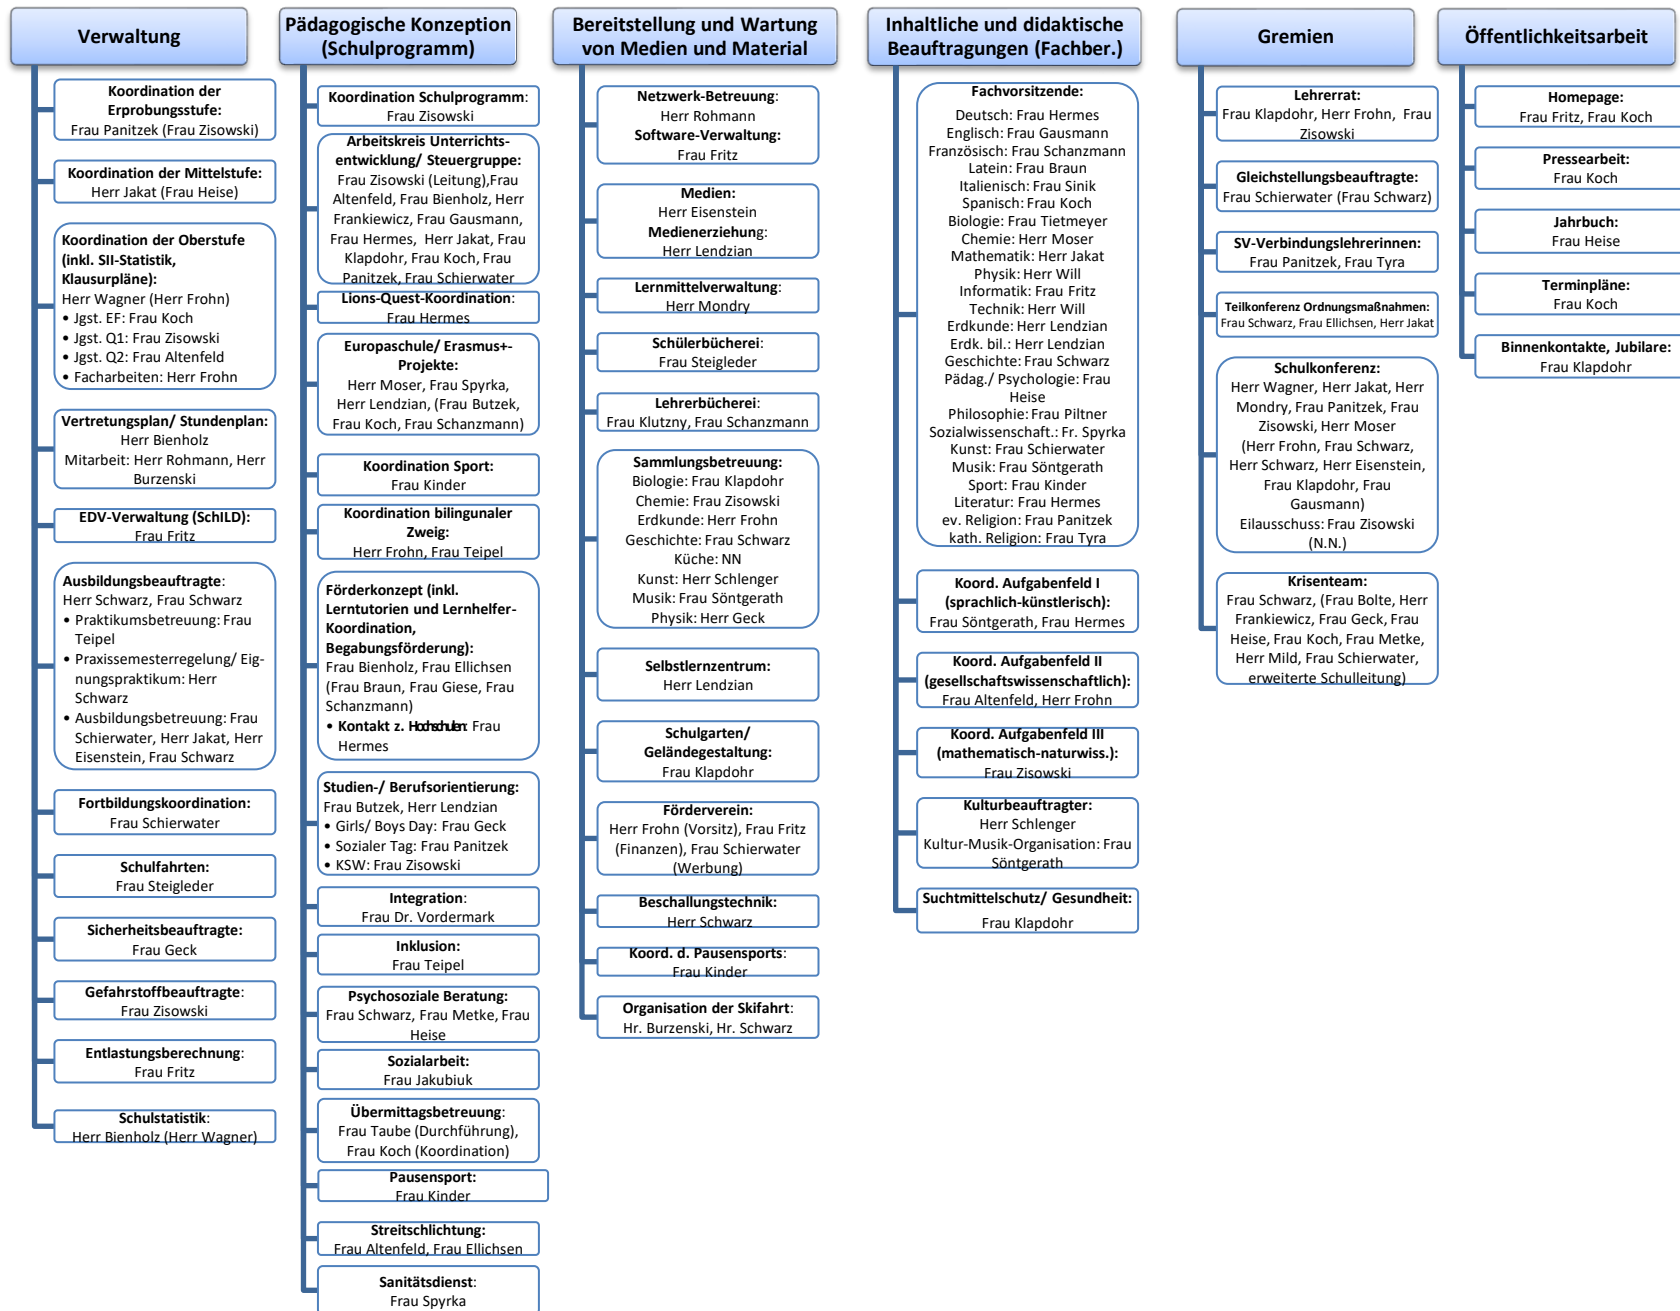 Verwaltung
Koordination der
Erprobungsstufe:
Frau Panitzek (Frau Zisowski)
Koordination der Mittelstufe:
Herr Jakat (Frau Heise)
Koordination der Oberstufe
(inkl. SII-Statistik,
Klausurpläne):
Herr Wagner (Herr Frohn)
• Jgst. EF: Frau Koch
• Jgst. Q1: Frau Zisowski
• Jgst. Q2: Frau Altenfeld
• Facharbeiten: Herr Frohn
Vertretungsplan/ Stundenplan:
Herr Bienholz
Mitarbeit: Herr Rohmann, Herr
Burzenski
EDV-Verwaltung (SchILD):
Frau Fritz
Ausbildungsbeauftragte:
Herr Schwarz, Frau Schwarz
• Praktikumsbetreuung: Frau
Teipel
• Praxissemesterregelung/ Eig-
nungspraktikum: Herr
Schwarz
• Ausbildungsbetreuung: Frau
Schierwater, Herr Jakat, Herr
Eisenstein, Frau Schwarz
Fortbildungskoordination:
Frau Schierwater
Schulfahrten:
Frau Steigleder
Sicherheitsbeauftragte:
Frau Geck
Gefahrstoffbeauftragte:
Frau Zisowski
Entlastungsberechnung:
Frau Fritz
Schulstatistik:
Herr Bienholz (Herr Wagner)
Pädagogische Konzeption
(Schulprogramm)
Koordination Schulprogramm:
Frau Zisowski
Arbeitskreis Unterrichts-
entwicklung/ Steuergruppe:
Frau Zisowski (Leitung),Frau
Altenfeld, Frau Bienholz, Herr
Frankiewicz, Frau Gausmann,
Frau Hermes, Herr Jakat, Frau
Klapdohr, Frau Koch, Frau
Panitzek, Frau Schierwater
Lions-Quest-Koordination:
Frau Hermes
Europaschule/ Erasmus+-
Projekte:
Herr Moser, Frau Spyrka,
Herr Lendzian, (Frau Butzek,
Frau Koch, Frau Schanzmann)
Koordination Sport:
Frau Kinder
Koordination bilingunaler
Zweig:
Herr Frohn, Frau Teipel
Förderkonzept (inkl.
Lerntutorien und Lernhelfer-
Koordination,
Begabungsförderung):
Frau Bienholz, Frau Ellichsen
(Frau Braun, Frau Giese, Frau
Schanzmann)
• Kontakt z. Hochschulen: Frau
Hermes
Studien-/ Berufsorientierung:
Frau Butzek, Herr Lendzian
• Girls/ Boys Day: Frau Geck
• Sozialer Tag: Frau Panitzek
• KSW: Frau Zisowski
Integration:
Frau Dr. Vordermark
Inklusion:
Frau Teipel
Psychosoziale Beratung:
Frau Schwarz, Frau Metke, Frau
Heise
Sozialarbeit:
Frau Jakubiuk
Übermittagsbetreuung:
Frau Taube (Durchführung),
Frau Koch (Koordination)
Pausensport:
Frau Kinder
Streitschlichtung:
Frau Altenfeld, Frau Ellichsen
Sanitätsdienst:
Frau Spyrka
Bereitstellung und Wartung
von Medien und Material
Netzwerk-Betreuung:
Herr Rohmann
Software-Verwaltung:
Frau Fritz
Medien:
Herr Eisenstein
Medienerziehung:
Herr Lendzian
Lernmittelverwaltung:
Herr Mondry
Schülerbücherei:
Frau Steigleder
Lehrerbücherei:
Frau Klutzny, Frau Schanzmann
Sammlungsbetreuung:
Biologie: Frau Klapdohr
Chemie: Frau Zisowski
Erdkunde: Herr Frohn
Geschichte: Frau Schwarz
Küche: NN
Kunst: Herr Schlenger
Musik: Frau Söntgerath
Physik: Herr Geck
Selbstlernzentrum:
Herr Lendzian
Schulgarten/
Geländegestaltung:
Frau Klapdohr
Förderverein:
Herr Frohn (Vorsitz), Frau Fritz
(Finanzen), Frau Schierwater
(Werbung)
Beschallungstechnik:
Herr Schwarz
Koord. d. Pausensports:
Frau Kinder
Organisation der Skifahrt:
Hr. Burzenski, Hr. Schwarz
Inhaltliche und didaktische
Beauftragungen (Fachber.)
Fachvorsitzende:
Deutsch: Frau Hermes
Englisch: Frau Gausmann
Französisch: Frau Schanzmann
Latein: Frau Braun
Italienisch: Frau Sinik
Spanisch: Frau Koch
Biologie: Frau Tietmeyer
Chemie: Herr Moser
Mathematik: Herr Jakat
Physik: Herr Will
Informatik: Frau Fritz
Technik: Herr Will
Erdkunde: Herr Lendzian
Erdk. bil.: Herr Lendzian
Geschichte: Frau Schwarz
Pädag./ Psychologie: Frau
Heise
Philosophie: Frau Piltner
Sozialwissenschaft.: Fr. Spyrka
Kunst: Frau Schierwater
Musik: Frau Söntgerath
Sport: Frau Kinder
Literatur: Frau Hermes
ev. Religion: Frau Panitzek
kath. Religion: Frau Tyra
Koord. Aufgabenfeld I
(sprachlich-künstlerisch):
Frau Söntgerath, Frau Hermes
Koord. Aufgabenfeld II
(gesellschaftswissenschaftlich):
Frau Altenfeld, Herr Frohn
Koord. Aufgabenfeld III
(mathematisch-naturwiss.):
Frau Zisowski
Kulturbeauftragter:
Herr Schlenger
Kultur-Musik-Organisation: Frau
Söntgerath
Suchtmittelschutz/ Gesundheit:
Frau Klapdohr
Gremien
Lehrerrat:
Frau Klapdohr, Herr Frohn, Frau
Zisowski
Gleichstellungsbeauftragte:
Frau Schierwater (Frau Schwarz)
SV-Verbindungslehrerinnen:
Frau Panitzek, Frau Tyra
Teilkonferenz Ordnungsmaßnahmen:
Frau Schwarz, Frau Ellichsen, Herr Jakat
Schulkonferenz:
Herr Wagner, Herr Jakat, Herr
Mondry, Frau Panitzek, Frau
Zisowski, Herr Moser
(Herr Frohn, Frau Schwarz,
Herr Schwarz, Herr Eisenstein,
Frau Klapdohr, Frau
Gausmann)
Eilausschuss: Frau Zisowski
(N.N.)
Krisenteam:
Frau Schwarz, (Frau Bolte, Herr
Frankiewicz, Frau Geck, Frau
Heise, Frau Koch, Frau Metke,
Herr Mild, Frau Schierwater,
erweiterte Schulleitung)
Öffentlichkeitsarbeit
Homepage:
Frau Fritz, Frau Koch
Pressearbeit:
Frau Koch
Jahrbuch:
Frau Heise
Terminpläne:
Frau Koch
Binnenkontakte, Jubilare:
Frau Klapdohr